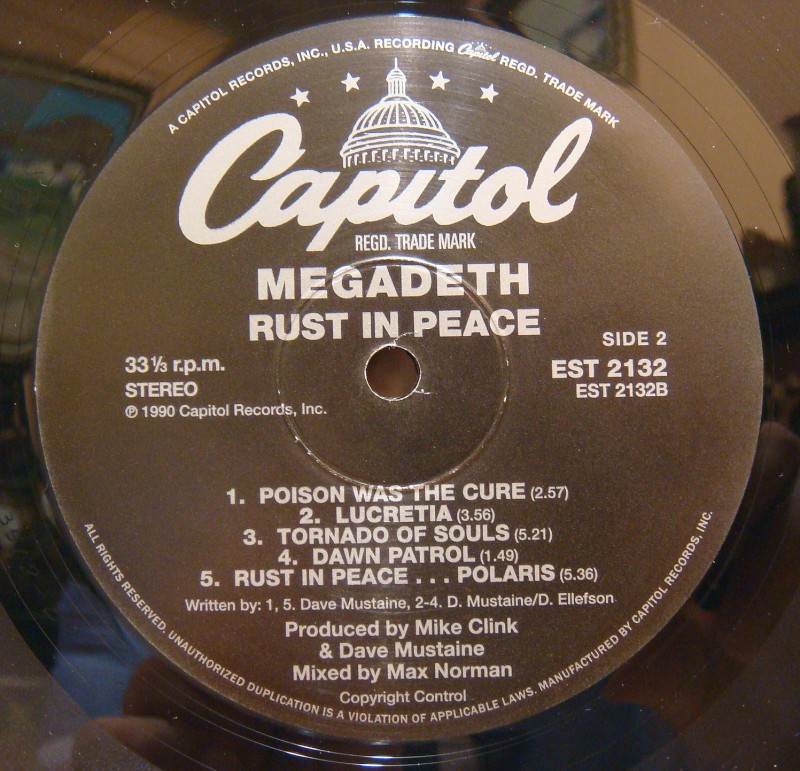 A CAPITOL RECORDS, INC., U.S.A. RECORDING Capitol REGD. TRADE MARK
Capitol
REGD. TRADE MARK
MEGADETH
RUST IN PEACE
SIDE 2
33⅓ r.p.m.
EST 2132
STEREO
EST 2132B
℗ 1990 Capitol Records, Inc.
1. POISON WAS THE CURE (2.57)
2. LUCRETIA (3.56)
3. TORNADO OF SOULS (5.21)
4. DAWN PATROL (1.49)
5. RUST IN PEACE . . . POLARIS (5.36)
Written by: 1, 5. Dave Mustaine, 2-4. D. Mustaine/D. Ellefson
Produced by Mike Clink
& Dave Mustaine
Mixed by Max Norman
Copyright Control
ALL RIGHTS RESERVED. UNAUTHORIZED DUPLICATION IS A VIOLATION OF APPLICABLE LAWS. MANUFACTURED BY CAPITOL RECORDS, INC.